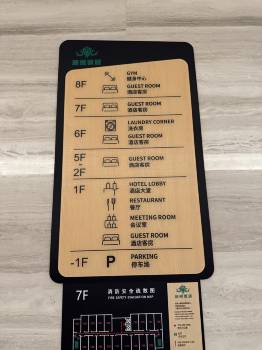 8F
GYM
健身中心
GUEST ROOM
酒店客房
7F
GUEST ROOM
酒店客房
6F
LAUNDRY CORNER
洗衣房
GUEST ROOM
酒店客房
5F
-
2F
GUEST ROOM
酒店客房
1F
HOTEL LOBBY
酒店大堂
RESTAURANT
餐厅
MEETING ROOM
会议室
GUEST ROOM
酒店客房
-1F
P
PARKING
停车场
7F
消防安全疏散图
FIRE SAFETY EVACUATION MAP